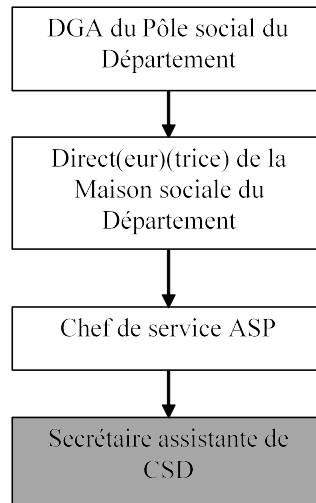 DGA du Pôle social du
Département
Direct(eur)(trice) de la
Maison sociale du
Département
Chef de service ASP
Secrétaire assistante de
CSD